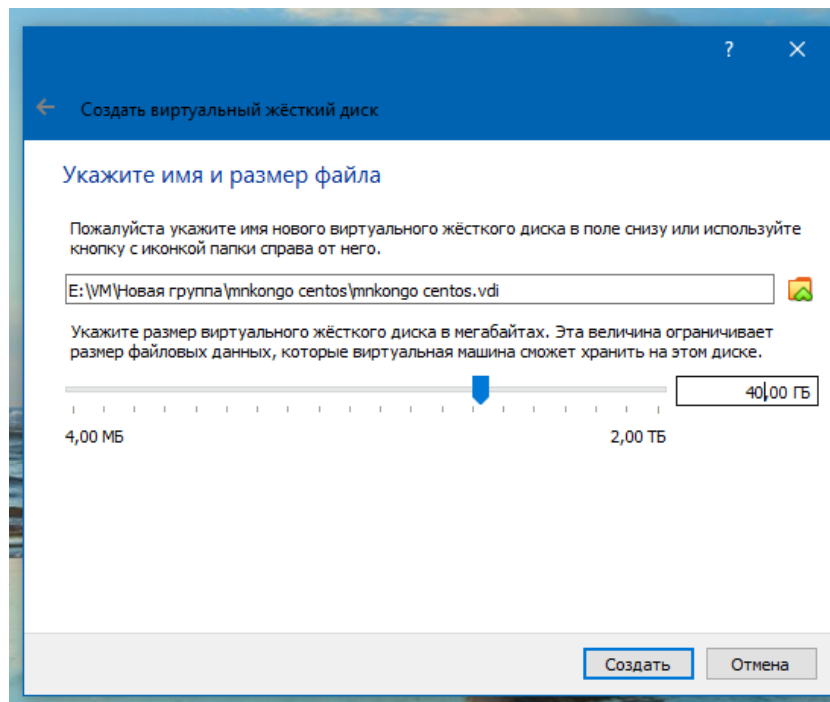 ?
Создать виртуальный жёсткий диск
Укажите имя и размер файла
Пожалуйста укажите имя нового виртуального жёсткого диска в поле снизу или используйте
кнопку с иконкой папки справа от него.
E:\VM\Новая группа\mnkongo centos\mnkongo centos.vdi
Укажите размер виртуального жёсткого диска в мегабайтах. Эта величина ограничивает
размер файловых данных, которые виртуальная машина сможет хранить на этом диске.
40,00 ГБ
4,00 МБ 2,00 ТБ
Создать Отмена